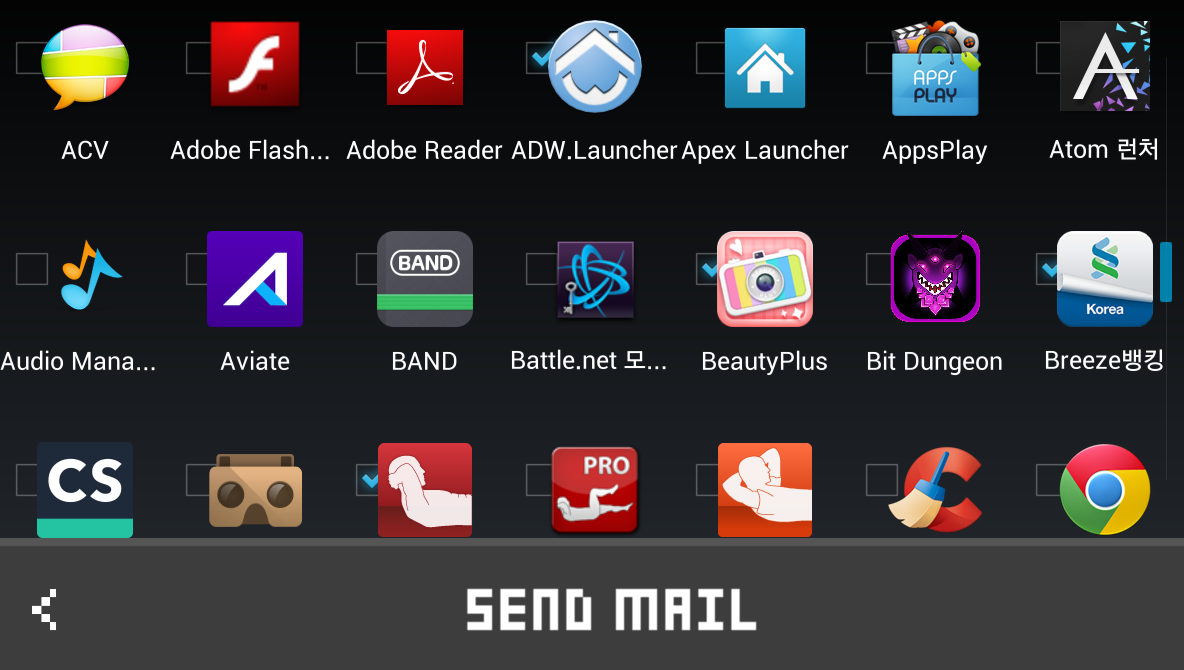 APPS
PLAY
ACV
Adobe Flash...
Adobe Reader
ADW.Launcher
Apex Launcher
AppsPlay
Atom 런처
BAND
Korea
Audio Mana...
Aviate
BAND
Battle.net 모...
BeautyPlus
Bit Dungeon
Breeze뱅킹
CS
PRO
SEND MAIL